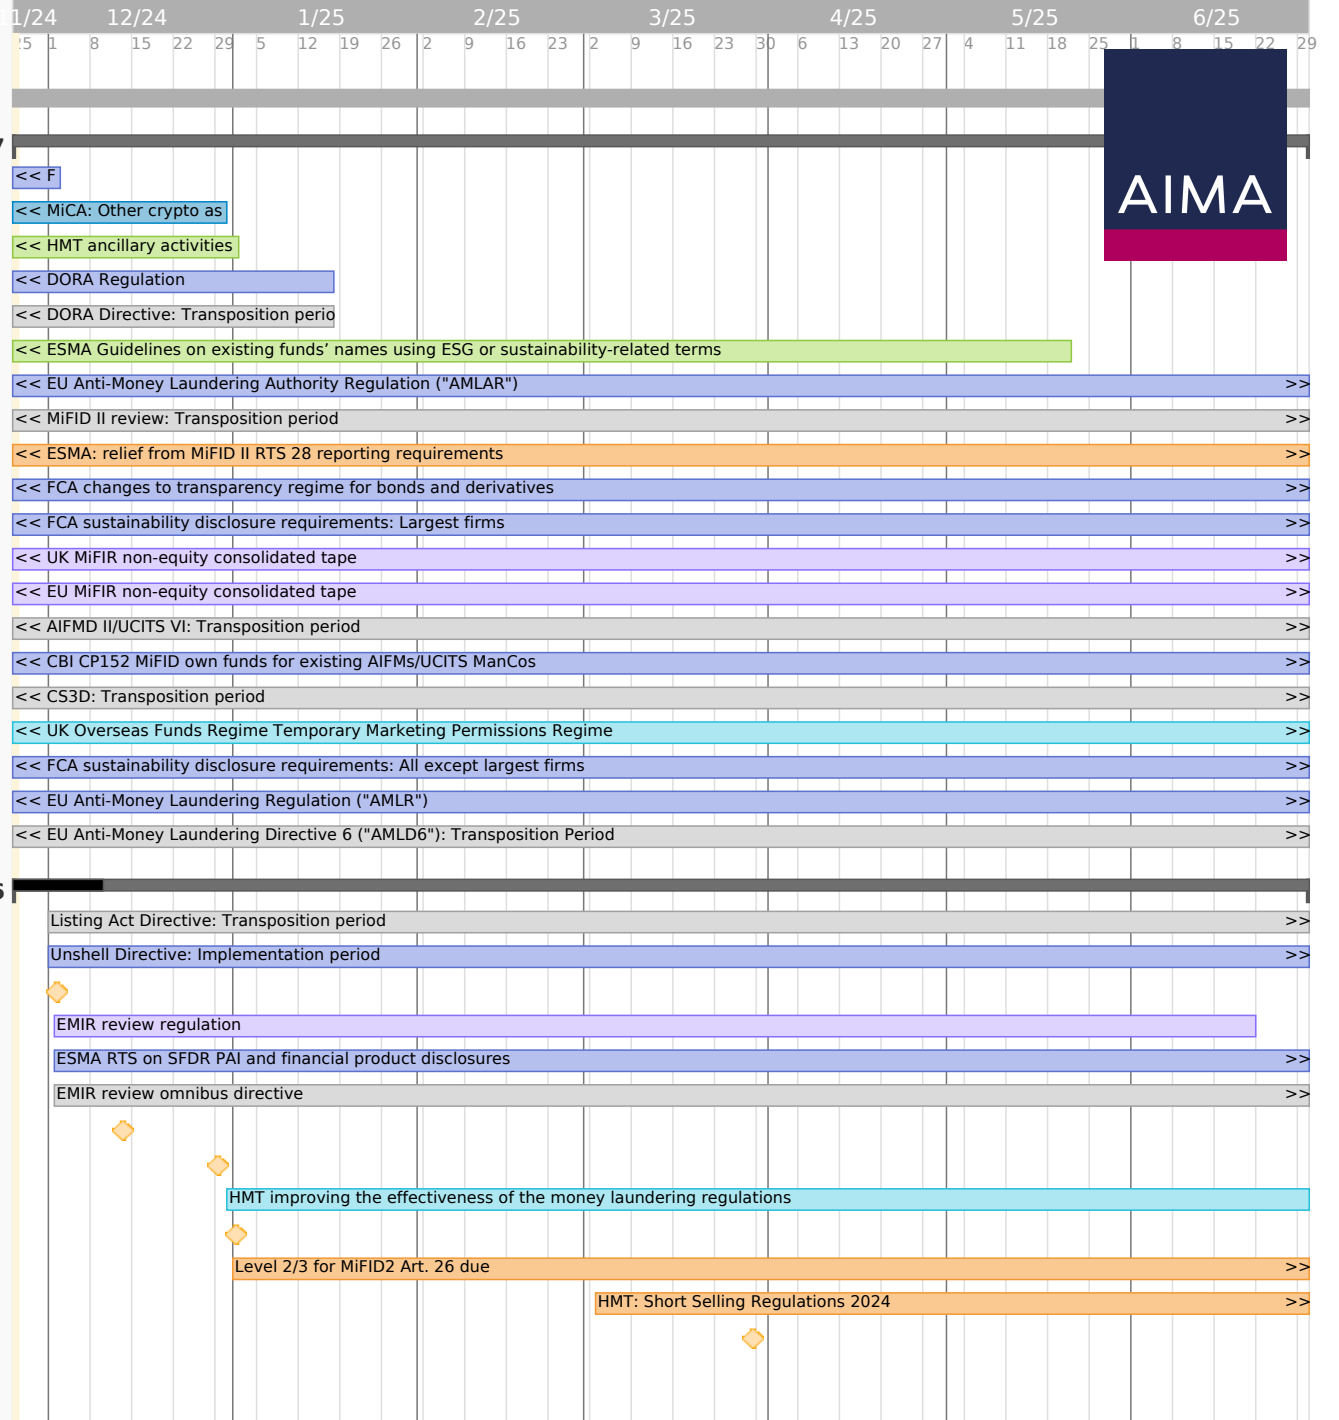 1/24 12/24 1/25 2/25 3/25 4/25 5/25 6/25
25 1 8 15 22 29 5 12 19 26 2 9 16 23 2 9 16 23 30 6 13 20 27 4 11 18 25 1 8 15 22 29
AIMA
<< F
<< MiCA: Other crypto as
<< HMT ancillary activities
<< DORA Regulation
<< DORA Directive: Transposition perio
<< ESMA Guidelines on existing funds’ names using ESG or sustainability-related terms
<< EU Anti-Money Laundering Authority Regulation ("AMLAR") >>
<< MiFID II review: Transposition period >>
<< ESMA: relief from MiFID II RTS 28 reporting requirements >>
<< FCA changes to transparency regime for bonds and derivatives >>
<< FCA sustainability disclosure requirements: Largest firms >>
<< UK MiFIR non-equity consolidated tape >>
<< EU MiFIR non-equity consolidated tape >>
<< AIFMD II/UCITS VI: Transposition period >>
<< CBI CP152 MiFID own funds for existing AIFMs/UCITS ManCos >>
<< CS3D: Transposition period >>
<< UK Overseas Funds Regime Temporary Marketing Permissions Regime >>
<< FCA sustainability disclosure requirements: All except largest firms >>
<< EU Anti-Money Laundering Regulation ("AMLR") >>
<< EU Anti-Money Laundering Directive 6 ("AMLD6"): Transposition Period >>
Listing Act Directive: Transposition period >>
Unshell Directive: Implementation period >>
EMIR review regulation
ESMA RTS on SFDR PAI and financial product disclosures >>
EMIR review omnibus directive >>
HMT improving the effectiveness of the money laundering regulations
Level 2/3 for MiFID2 Art. 26 due >>
HMT: Short Selling Regulations 2024 >>